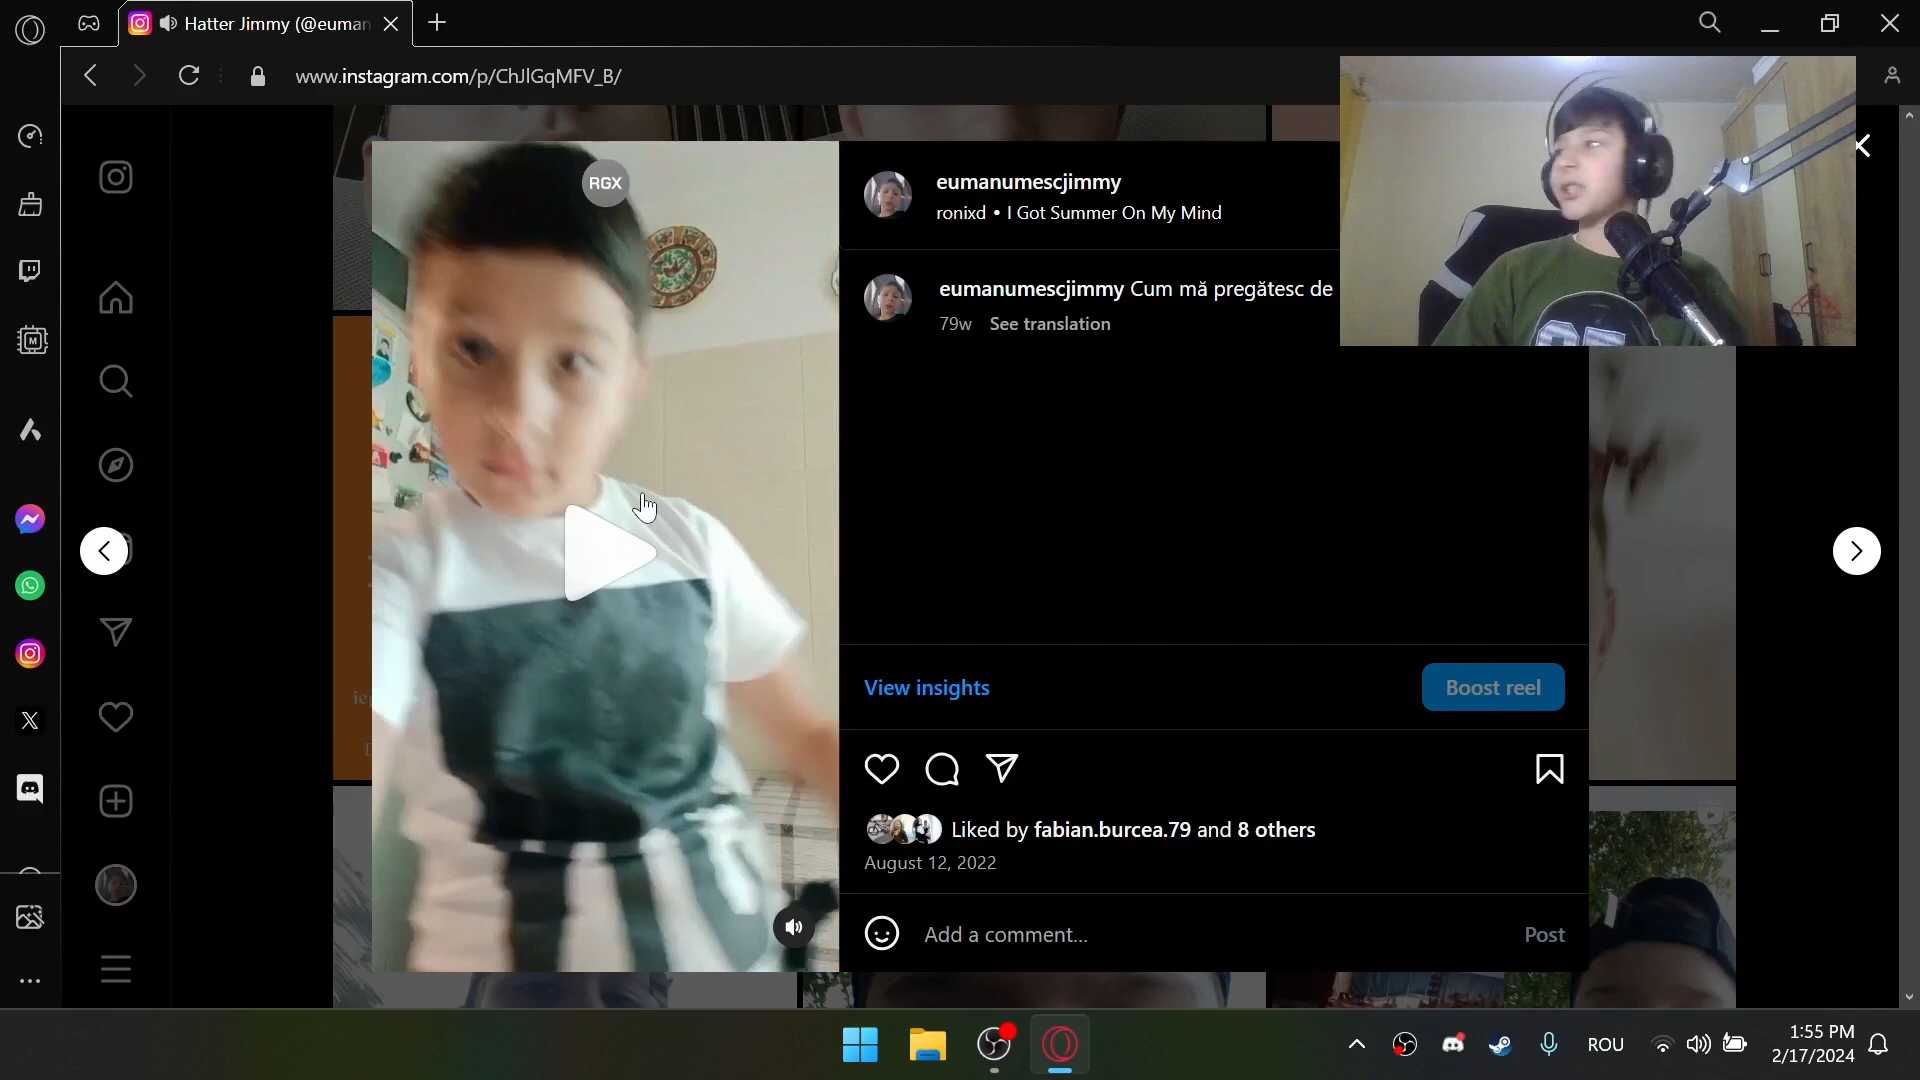 Hatter Jimmy (@euman
www.instagram.com/p/ChJlGqMFV_B/
RGX
eumanumescjimmy
ronixd • I Got Summer On My Mind
eumanumescjimmy Cum mă pregătesc de
79w See translation
View insights
Boost reel
Liked by fabian.burcea.79 and 8 others
August 12, 2022
Add a comment...
Post
ROU
1:55 PM
2/17/2024